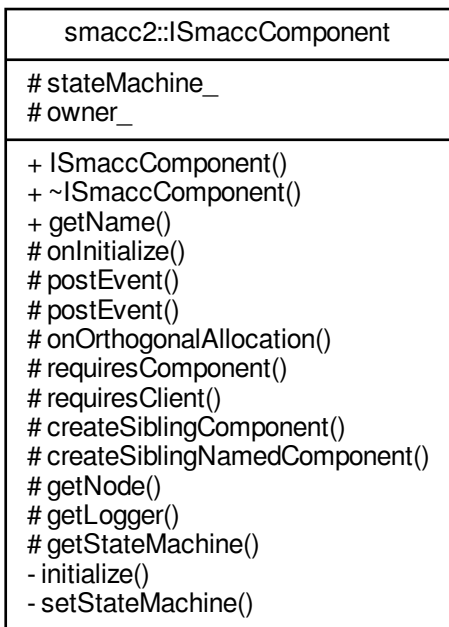 smacc2::ISmaccComponent
# stateMachine_
# owner_
+ ISmaccComponent()
+ ~ISmaccComponent()
+ getName()
# onInitialize()
# postEvent()
# postEvent()
# onOrthogonalAllocation()
# requiresComponent()
# requiresClient()
# createSiblingComponent()
# createSiblingNamedComponent()
# getNode()
# getLogger()
# getStateMachine()
- initialize()
- setStateMachine()